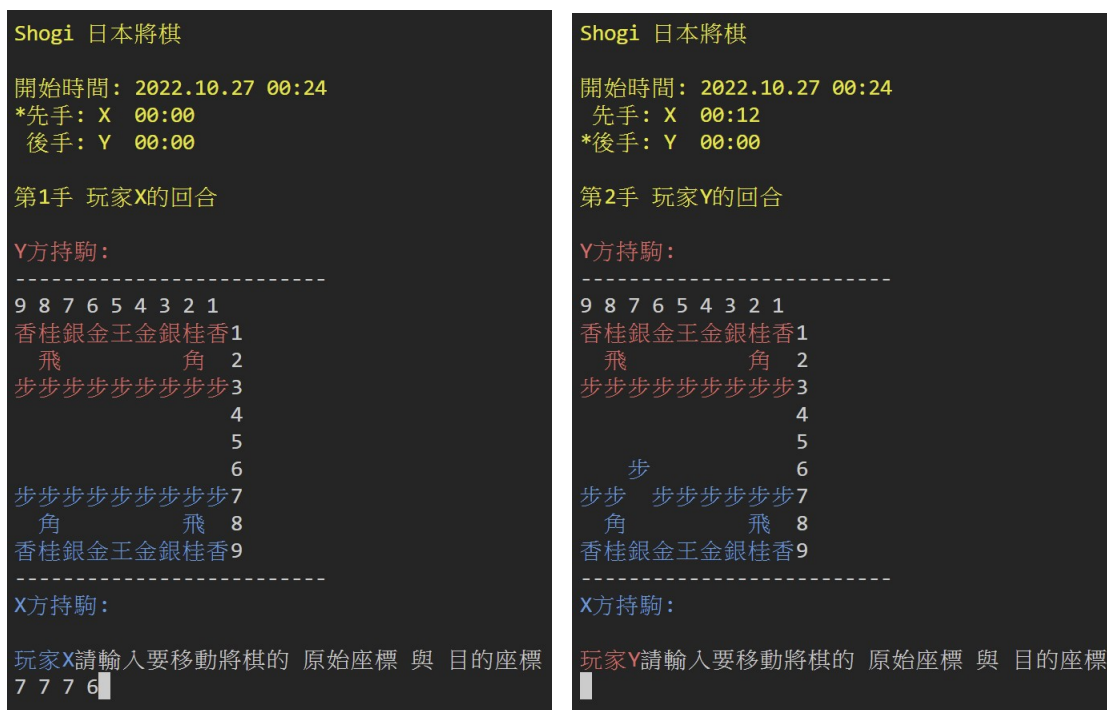 Shogi 日本將棋
開始時間: 2022.10.27 00:24
*先手: X 00:00
後手: Y 00:00
第1手 玩家X的回合
Y方持駒:
--------------------------
9 8 7 6 5 4 3 2 1
香桂銀金王金銀桂香1
飛 角 2
步步步步步步步步步3
4
5
6
步步步步步步步步步7
角 飛 8
香桂銀金王金銀桂香9
--------------------------
X方持駒:
玩家X請輸入要移動將棋的 原始座標 與 目的座標
7 7 7 6
Shogi 日本將棋
開始時間: 2022.10.27 00:24
先手: X 00:12
*後手: Y 00:00
第2手 玩家Y的回合
Y方持駒:
--------------------------
9 8 7 6 5 4 3 2 1
香桂銀金王金銀桂香1
飛 角 2
步步步步步步步步步3
4
5
步 6
步步 步步步步步步7
角 飛 8
香桂銀金王金銀桂香9
--------------------------
X方持駒:
玩家Y請輸入要移動將棋的 原始座標 與 目的座標